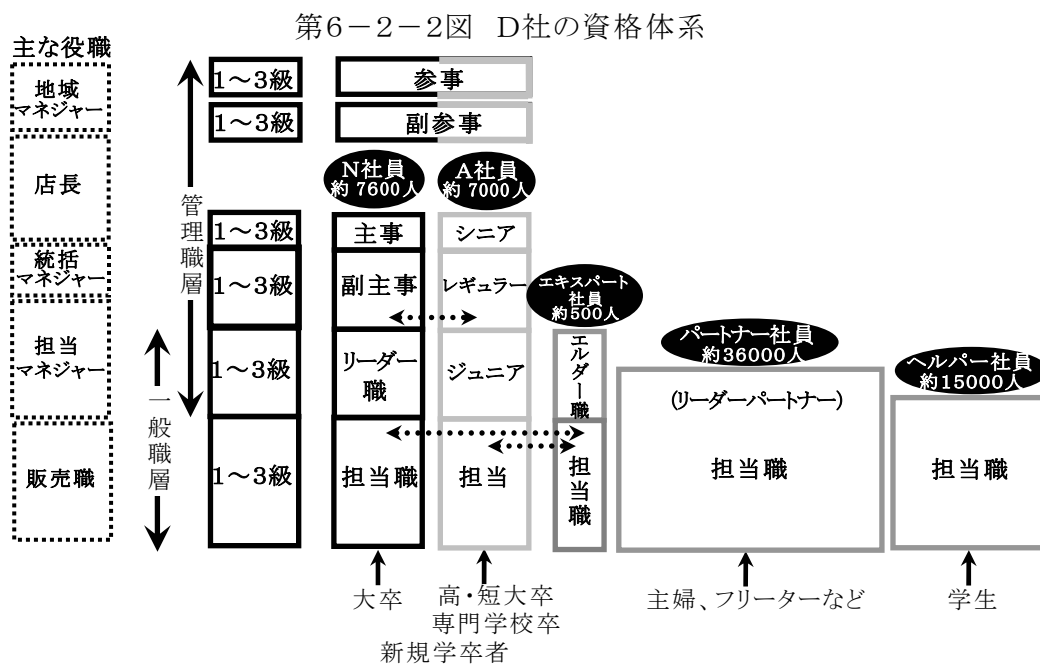 第6－2－2図 D社の資格体系
主な役職
地域
マネジャー
店長
統括
マネジャー
担当
マネジャー
販売職
管理職層
一般職層
1～3級
1～3級
1～3級
1～3級
1～3級
1～3級
参事
副参事
N社員
約 7600人
主事
副主事
リーダー
職
担当職
A社員
約 7000人
シニア
レギュラー
ジュニア
担当
エキスパート
社員
約500人
エルダー職
担当職
パートナー社員
約36000人
(リーダーパートナー)
担当職
ヘルパー社員
約15000人
担当職
大卒
高・短大卒
専門学校卒
新規学卒者
主婦、フリーターなど
学生